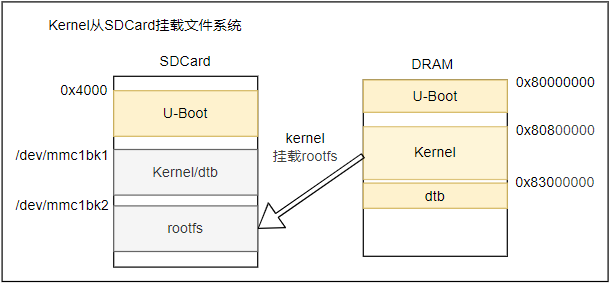 Kernel从SDCard挂载文件系统
SDCard
DRAM
0x4000
U-Boot
/dev/mmc1bk1
Kernel/dtb
/dev/mmc1bk2
rootfs
kernel
挂载rootfs
0x80000000
U-Boot
0x80800000
Kernel
0x83000000
dtb